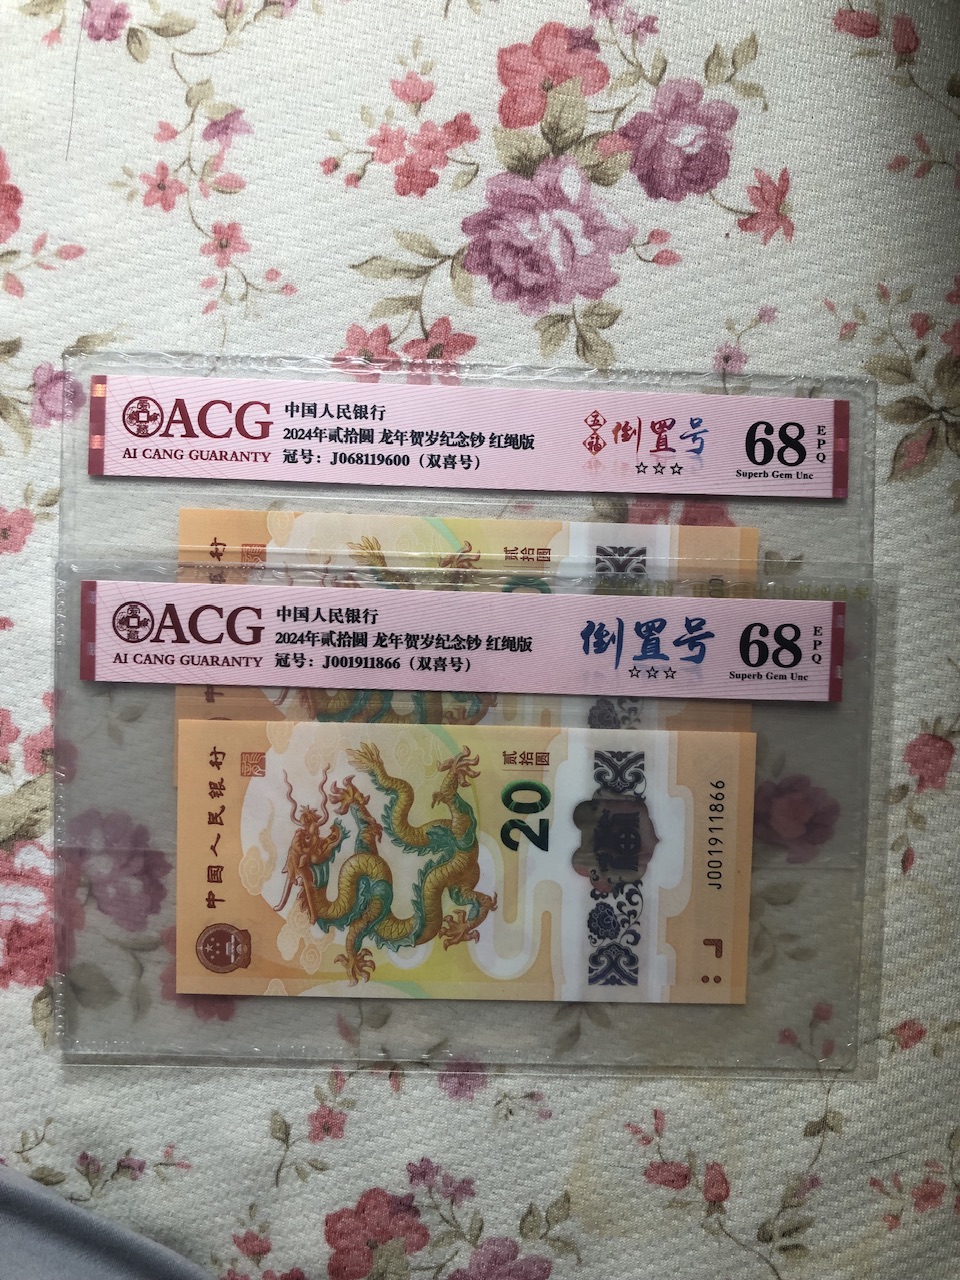 ACG
AI CANG GUARANTY
中国人民银行
2024年贰拾圆 龙年贺岁纪念钞 红绳版
冠号：J068119600（双喜号）
五福
倒置号
☆☆☆
68
EPQ
Superb Gem Unc
贰拾圆
ACG
AI CANG GUARANTY
中国人民银行
2024年贰拾圆 龙年贺岁纪念钞 红绳版
冠号：J001911866（双喜号）
倒置号
☆☆☆
68
EPQ
Superb Gem Unc
中国人民银行
贰拾圆
20
J001911866